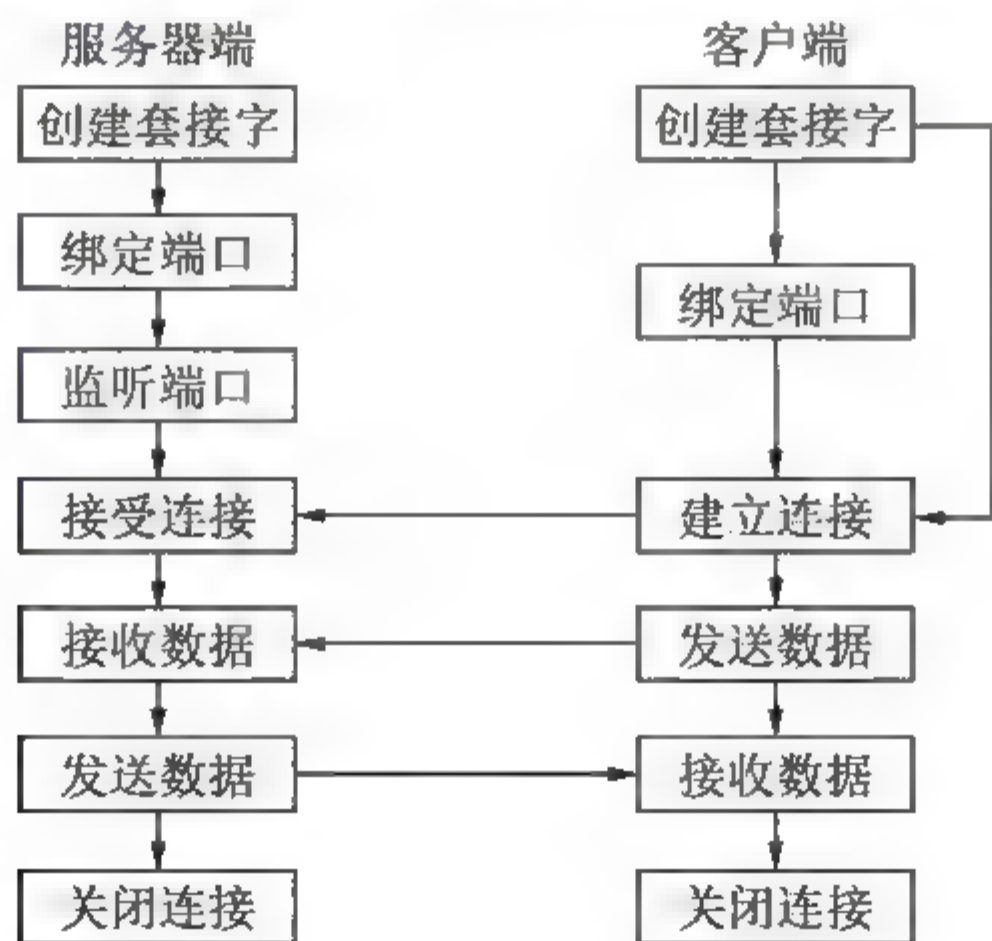 服务器端
创建套接字
绑定端口
监听端口
接受连接
接收数据
发送数据
关闭连接
客户端
创建套接字
绑定端口
建立连接
发送数据
接收数据
关闭连接